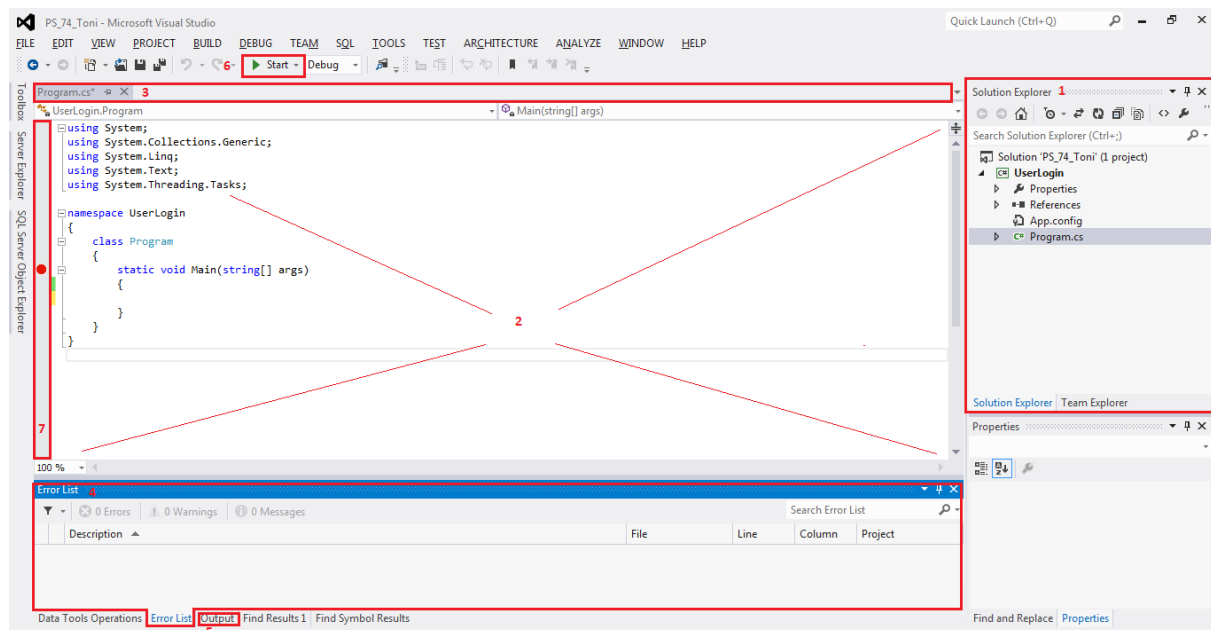 PS_74_Toni - Microsoft Visual Studio
Quick Launch (Ctrl+Q)
FILE EDIT VIEW PROJECT BUILD DEBUG TEAM SQL TOOLS TEST ARCHITECTURE ANALYZE WINDOW HELP
6 Start Debug
Toolbox
Server Explorer
SQL Server Object Explorer
Program.cs* 3
UserLogin.Program
Main(string[] args)
using System;
using System.Collections.Generic;
using System.Linq;
using System.Text;
using System.Threading.Tasks;
namespace UserLogin
{
class Program
{
static void Main(string[] args)
{
}
}
}
2
7
100 %
Solution Explorer 1
Search Solution Explorer (Ctrl+;)
Solution 'PS_74_Toni' (1 project)
UserLogin
Properties
References
App.config
C# Program.cs
Solution Explorer Team Explorer
Properties
Error List 4
0 Errors 0 Warnings 0 Messages
Search Error List
Description File Line Column Project
Data Tools Operations Error List Output Find Results 1 Find Symbol Results
Find and Replace Properties